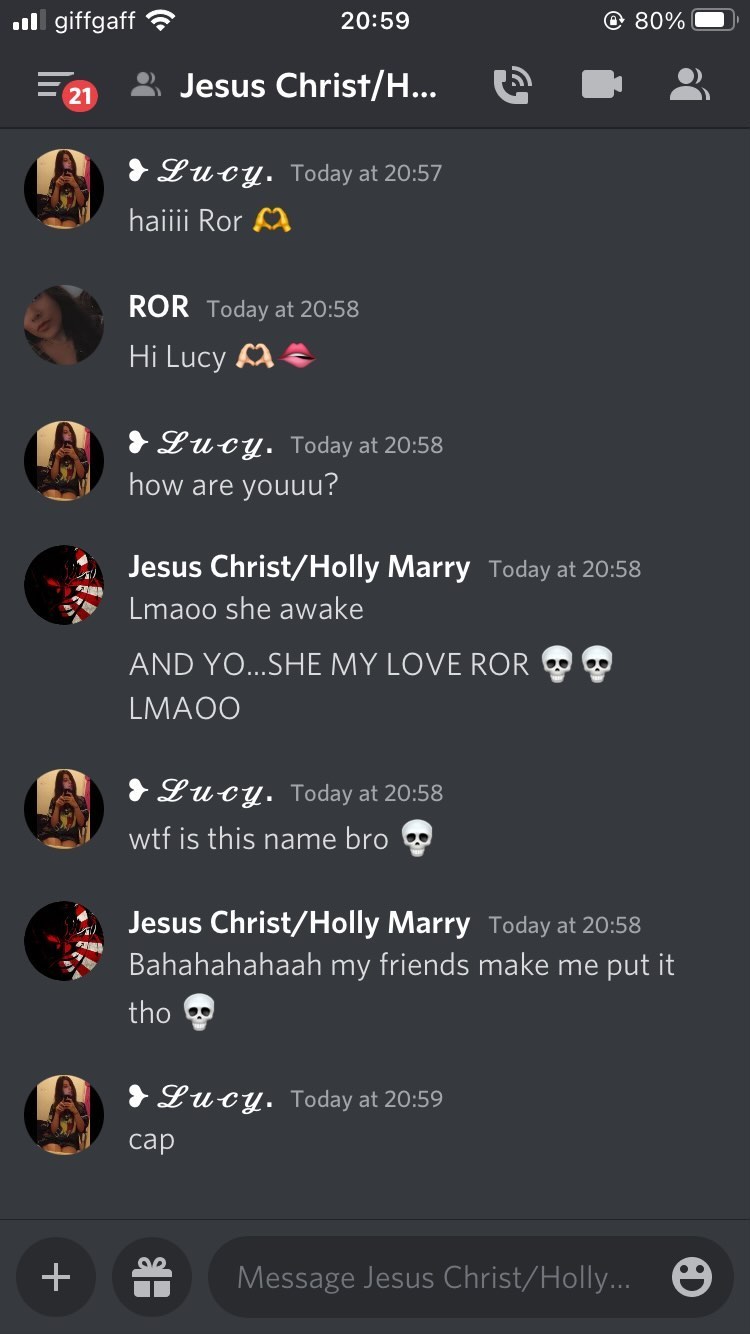 giffgaff 20:59 80%
21 Jesus Christ/H...
❥ 𝓛𝓾𝓬𝔂. Today at 20:57
haiiii Ror 🫶
ROR Today at 20:58
Hi Lucy 🫶🏻🫦
❥ 𝓛𝓾𝓬𝔂. Today at 20:58
how are youuu?
Jesus Christ/Holly Marry Today at 20:58
Lmaoo she awake
AND YO...SHE MY LOVE ROR 💀💀
LMAOO
❥ 𝓛𝓾𝓬𝔂. Today at 20:58
wtf is this name bro 💀
Jesus Christ/Holly Marry Today at 20:58
Bahahahahaah my friends make me put it
tho 💀
❥ 𝓛𝓾𝓬𝔂. Today at 20:59
cap
Message Jesus Christ/Holly...